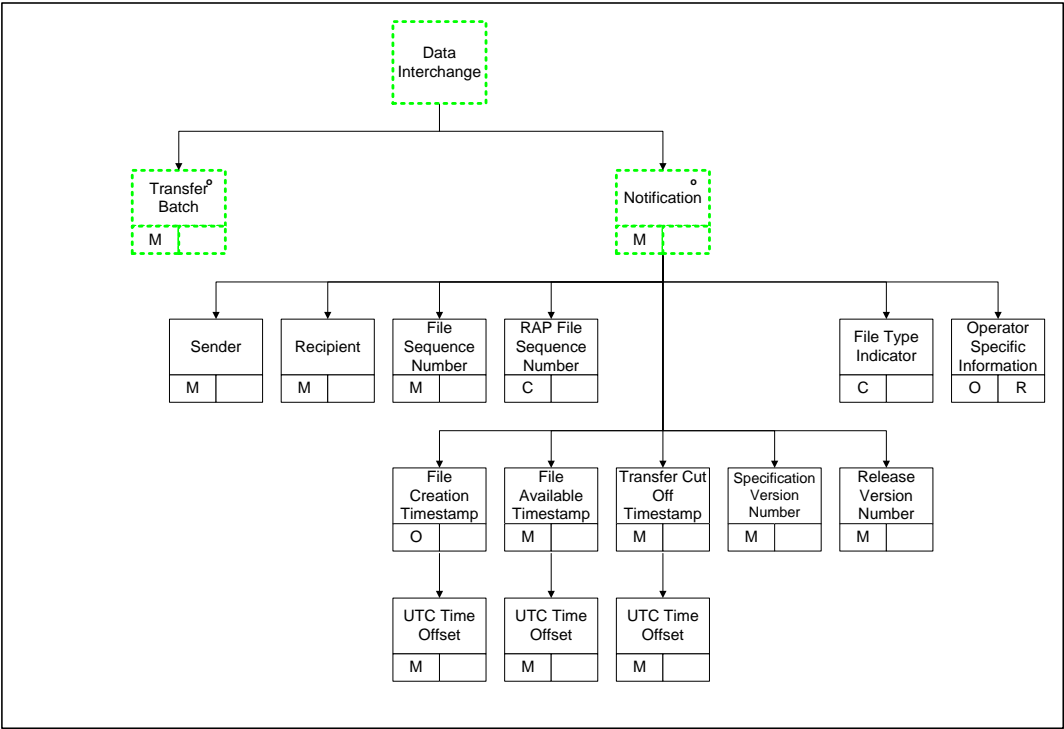 Data
Interchange
Transfer
Batch
M
Notification
M
Sender
M
Recipient
M
File
Sequence
Number
M
RAP File
Sequence
Number
C
File Type
Indicator
C
Operator
Specific
Information
O R
File
Creation
Timestamp
O
File
Available
Timestamp
M
Transfer Cut
Off
Timestamp
M
Specification
Version
Number
M
Release
Version
Number
M
UTC Time
Offset
M
UTC Time
Offset
M
UTC Time
Offset
M